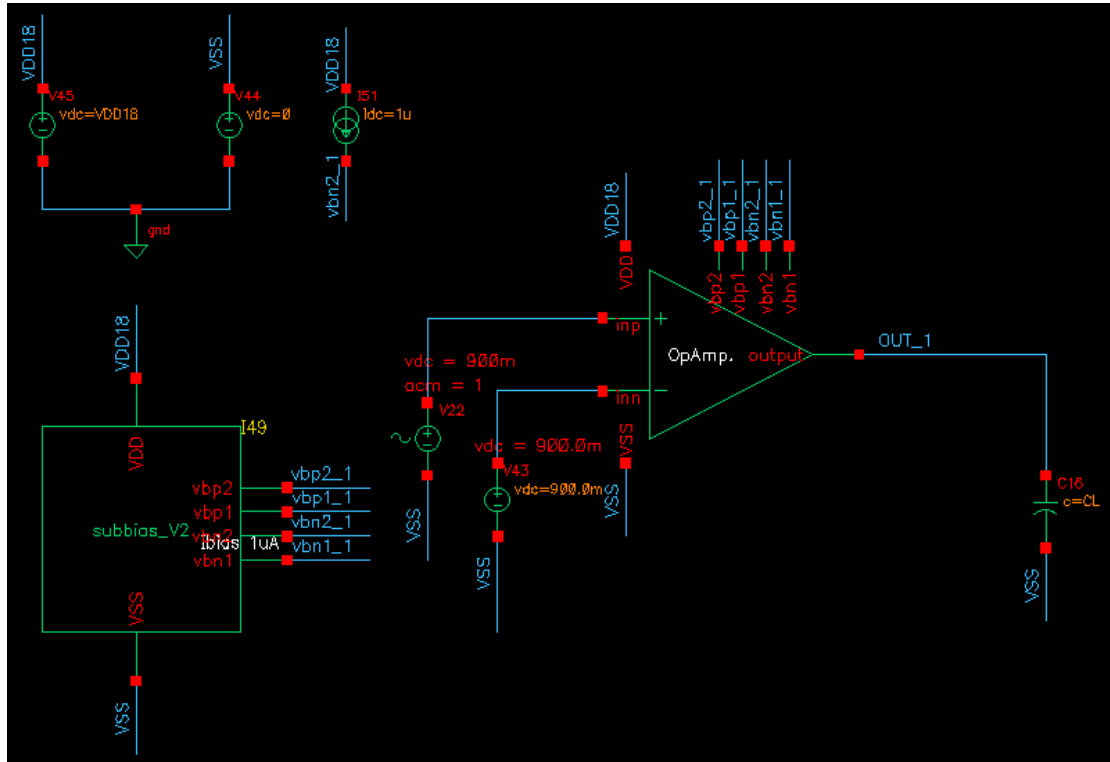 VDD18
VSS
VDD18
V45
vdc=VDD18
V44
vdc=0
I51
Idc=1u
vbn2_1
gnd
VDD18
vbp2_1
vbp1_1
vbn2_1
vbn1_1
VDD
vbp2
vbp1
vbn2
vbn1
inp
+
OpAmp.
output
OUT_1
inn
−
VSS
VSS
vdc = 900m
acm = 1
V22
VSS
vdc = 900.0m
V43
vdc=900.0m
VSS
C16
c=CL
VSS
VDD18
I49
VDD
vbp2
vbp2_1
vbp1
vbp1_1
subbias_V2
vbn2
vbn2_1
Ibias 1uA
vbn1
vbn1_1
VSS
VSS